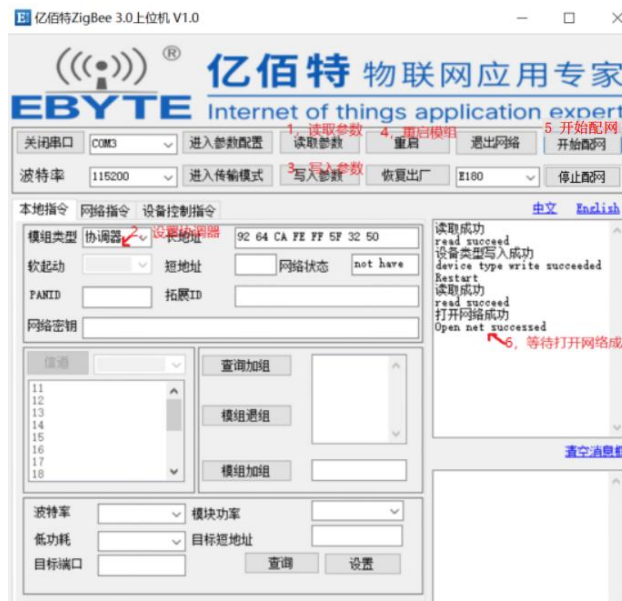 亿佰特ZigBee 3.0上位机 V1.0
®
亿佰特 物联网应用专家
EBYTE Internet of things application expert
1，读取参数 4，重启模组 5 开始配网
关闭串口 COM3 进入参数配置 读取参数 重启 退出网络 开始配网
3，写入参数
波特率 115200 进入传输模式 写入参数 恢复出厂 E180 停止配网
本地指令 网络指令 设备控制指令 中文 English
2，设置协调器
模组类型 协调器 长地址 92 64 CA FE FF 5F 32 50
软起动 短地址 网络状态 not have
PANID 拓展ID
网络密钥
读取成功
read succeed
设备类型写入成功
device type write succeeded
Restart
读取成功
read succeed
打开网络成功
Open net successed
6，等待打开网络成
信道 查询加组
11
12
13
14
15
16
17
18
模组退组
模组加组
清空消息框
波特率 模块功率
低功耗 目标短地址
目标端口 查询 设置